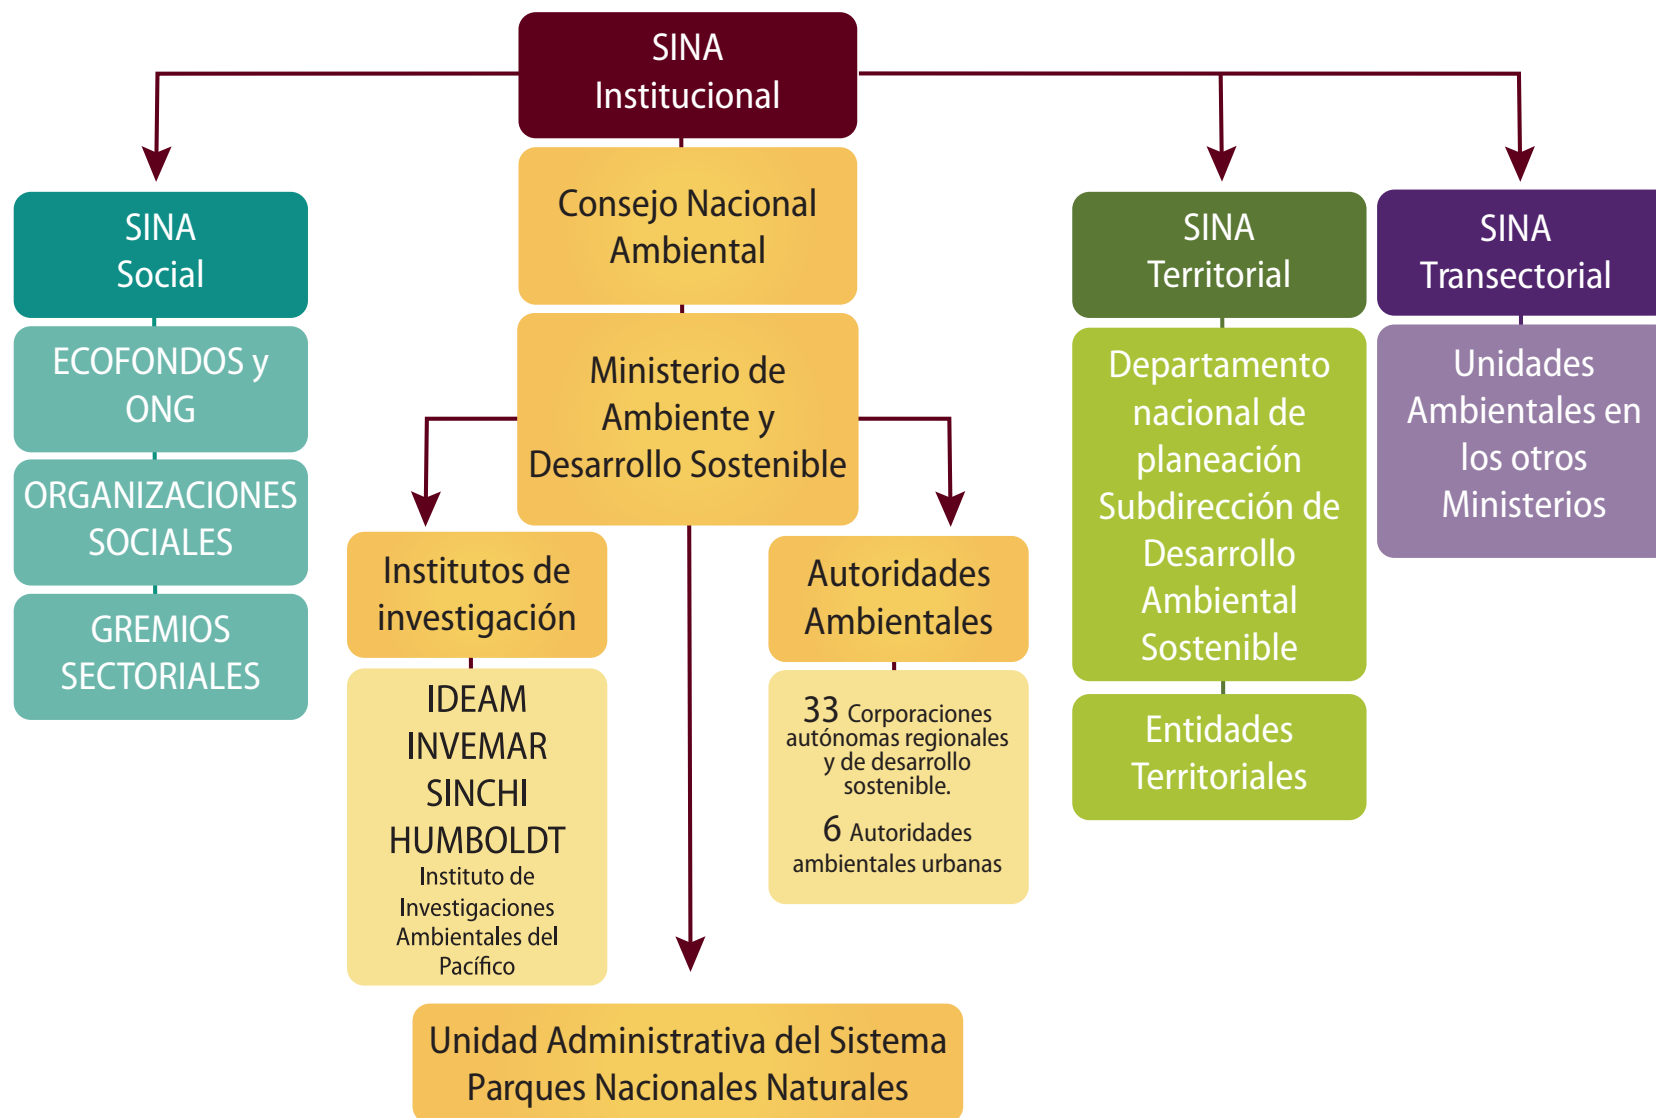 SINA
Institucional
Consejo Nacional
Ambiental
Ministerio de
Ambiente y
Desarrollo Sostenible
SINA
Social
ECOFONDOS y
ONG
ORGANIZACIONES
SOCIALES
GREMIOS
SECTORIALES
Institutos de
investigación
IDEAM
INVEMAR
SINCHI
HUMBOLDT
Instituto de
Investigaciones
Ambientales del
Pacífico
Autoridades
Ambientales
33 Corporaciones
autónomas regionales
y de desarrollo
sostenible.
6 Autoridades
ambientales urbanas
Unidad Administrativa del Sistema
Parques Nacionales Naturales
SINA
Territorial
Departamento
nacional de
planeación
Subdirección de
Desarrollo
Ambiental
Sostenible
Entidades
Territoriales
SINA
Transectorial
Unidades
Ambientales en
los otros
Ministerios